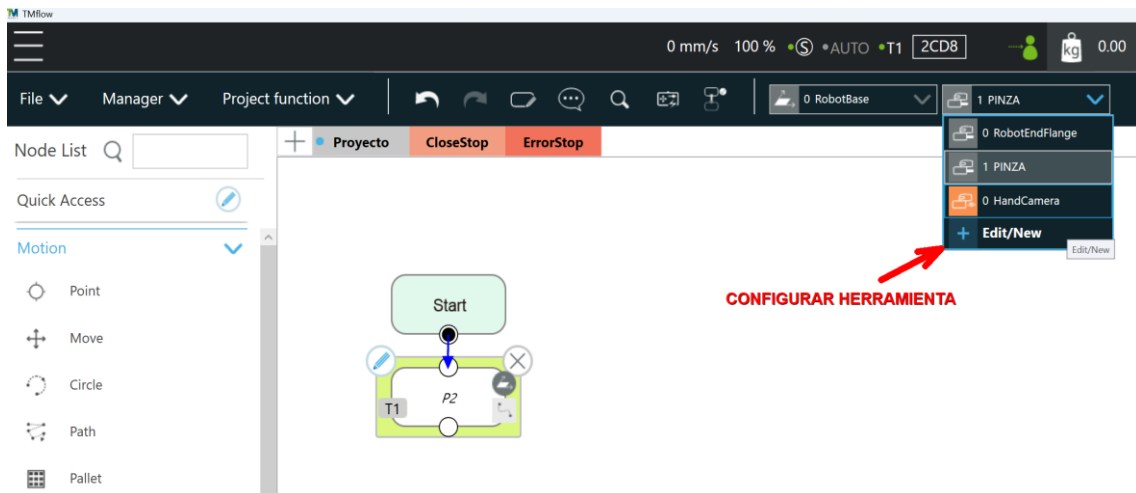 TMflow
0 mm/s 100 % S AUTO T1 2CD8 kg 0.00
File Manager Project function 0 RobotBase 1 PINZA
Node List
Proyecto CloseStop ErrorStop
0 RobotEndFlange
1 PINZA
Quick Access
0 HandCamera
Edit/New
Edit/New
Motion
CONFIGURAR HERRAMIENTA
Point
Start
Move
Circle
P2
T1
Path
Pallet